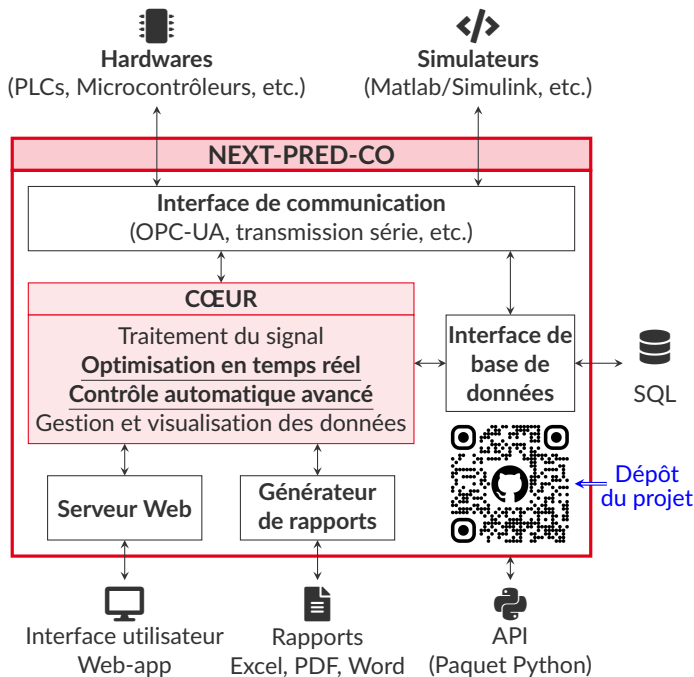 Hardwares
(PLCs, Microcontrôleurs, etc.)
Simulateurs
(Matlab/Simulink, etc.)
NEXT-PRED-CO
Interface de communication
(OPC-UA, transmission série, etc.)
CŒUR
Traitement du signal
Optimisation en temps réel
Contrôle automatique avancé
Gestion et visualisation des données
Interface de
base de
données
SQL
Serveur Web
Générateur
de rapports
Dépôt
du projet
Interface utilisateur
Web-app
Rapports
Excel, PDF, Word
API
(Paquet Python)